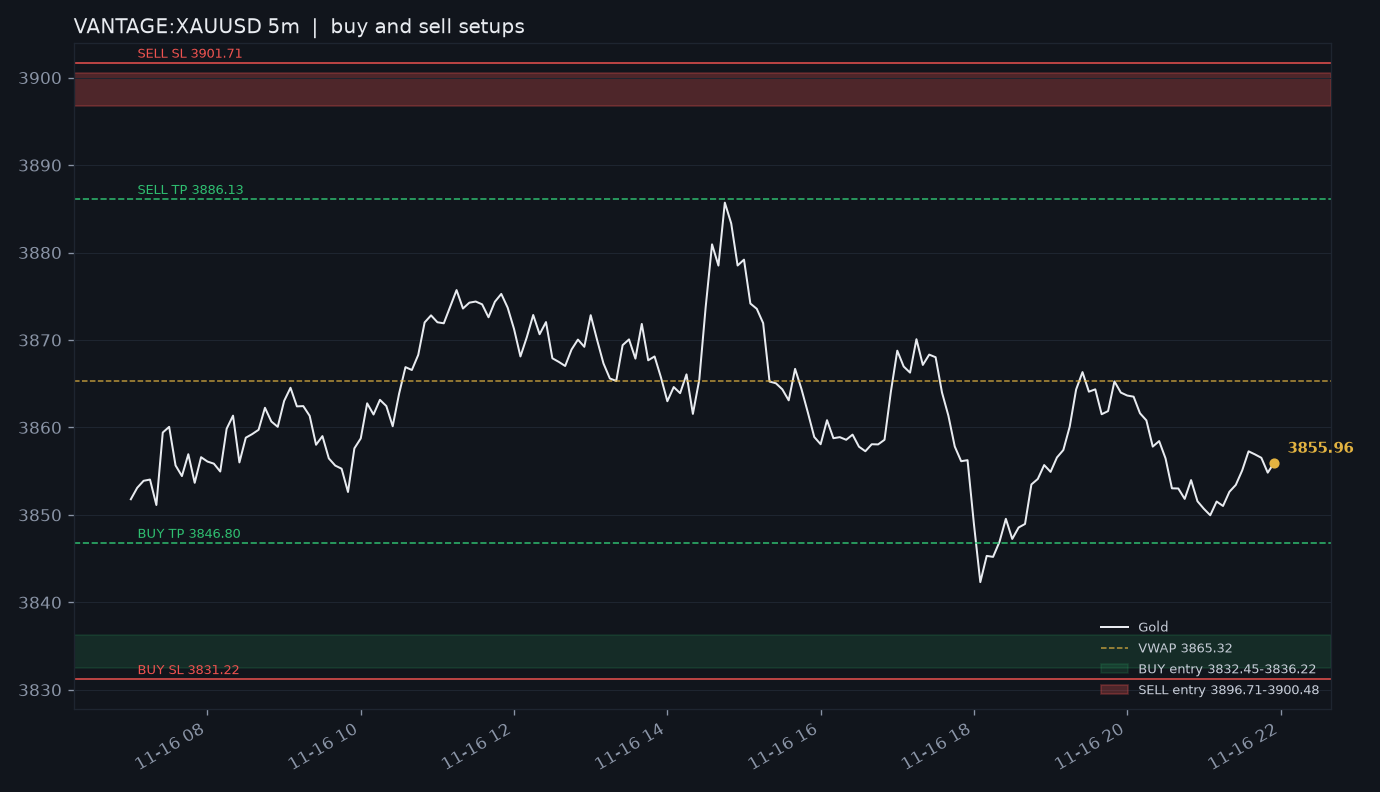 VANTAGE:XAUUSD 5m | buy and sell setups
SELL SL 3901.71
3900
3890
SELL TP 3886.13
3880
3870
3860
3855.96
3850
BUY TP 3846.80
3840
3830
BUY SL 3831.22
Gold
VWAP 3865.32
BUY entry 3832.45-3836.22
SELL entry 3896.71-3900.48
11-16 08
11-16 10
11-16 12
11-16 14
11-16 16
11-16 18
11-16 20
11-16 22